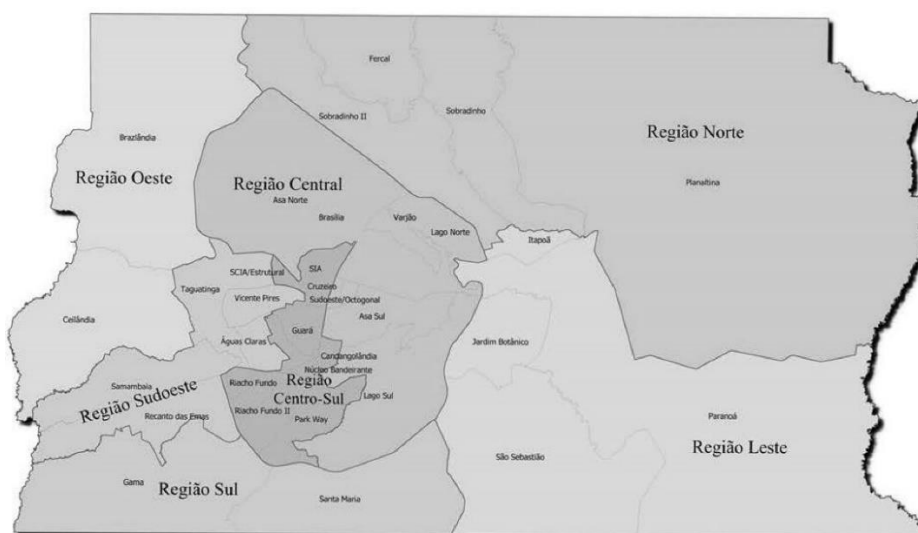 Fercal
Sobradinho II
Sobradinho
Região Norte
Brazlândia
Região Oeste
Região Central
Planaltina
Asa Norte
Brasília
Varjão
Lago Norte
Itapoã
SCIA/Estrutural
SIA
Taguatinga
Cruzeiro
Vicente Pires
Sudoeste/Octogonal
Ceilândia
Asa Sul
Guará
Águas Claras
Jardim Botânico
Candangolândia
Núcleo Bandeirante
Região
Centro-Sul
Riacho Fundo
Samambaia
Região Sudoeste
Lago Sul
Recanto das Emas
Riacho Fundo II
Park Way
Paranoá
Região Leste
São Sebastião
Gama
Região Sul
Santa Maria